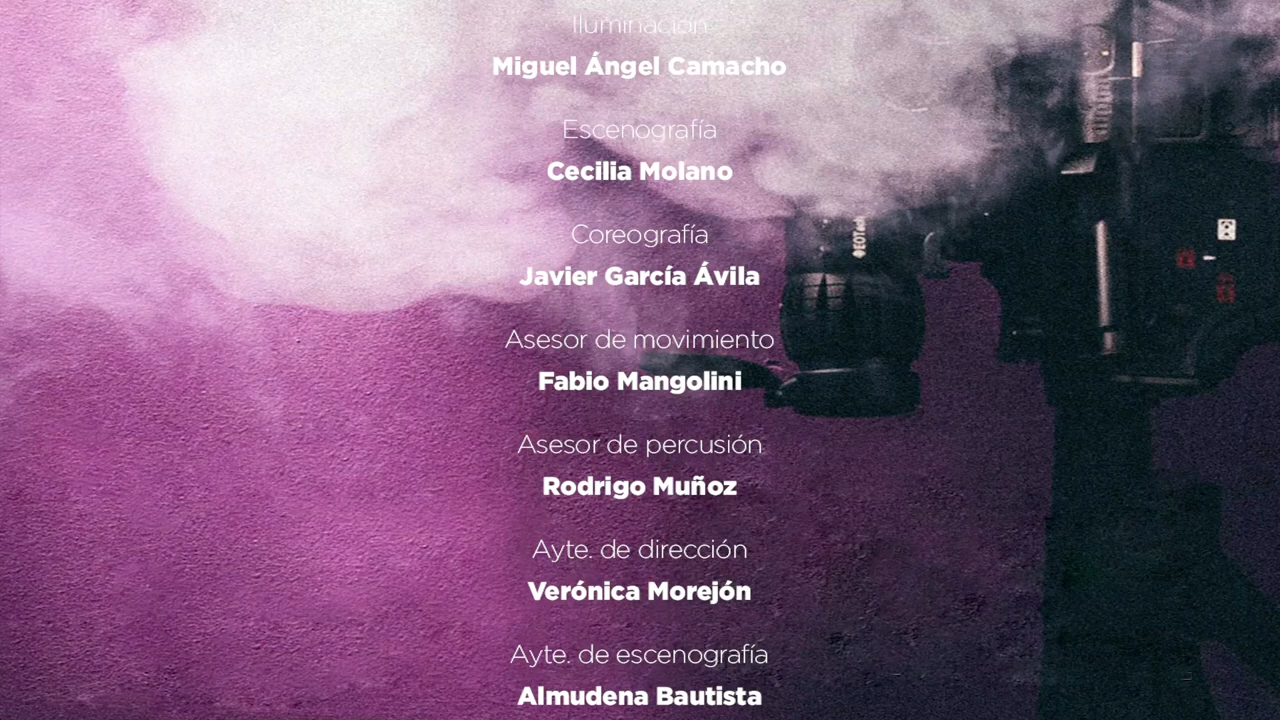 Iluminación
Miguel Ángel Camacho
Escenografía
Cecilia Molano
Coreografía
Javier García Ávila
Asesor de movimiento
Fabio Mangolini
Asesor de percusión
Rodrigo Muñoz
Ayte. de dirección
Verónica Morejón
Ayte. de escenografía
Almudena Bautista